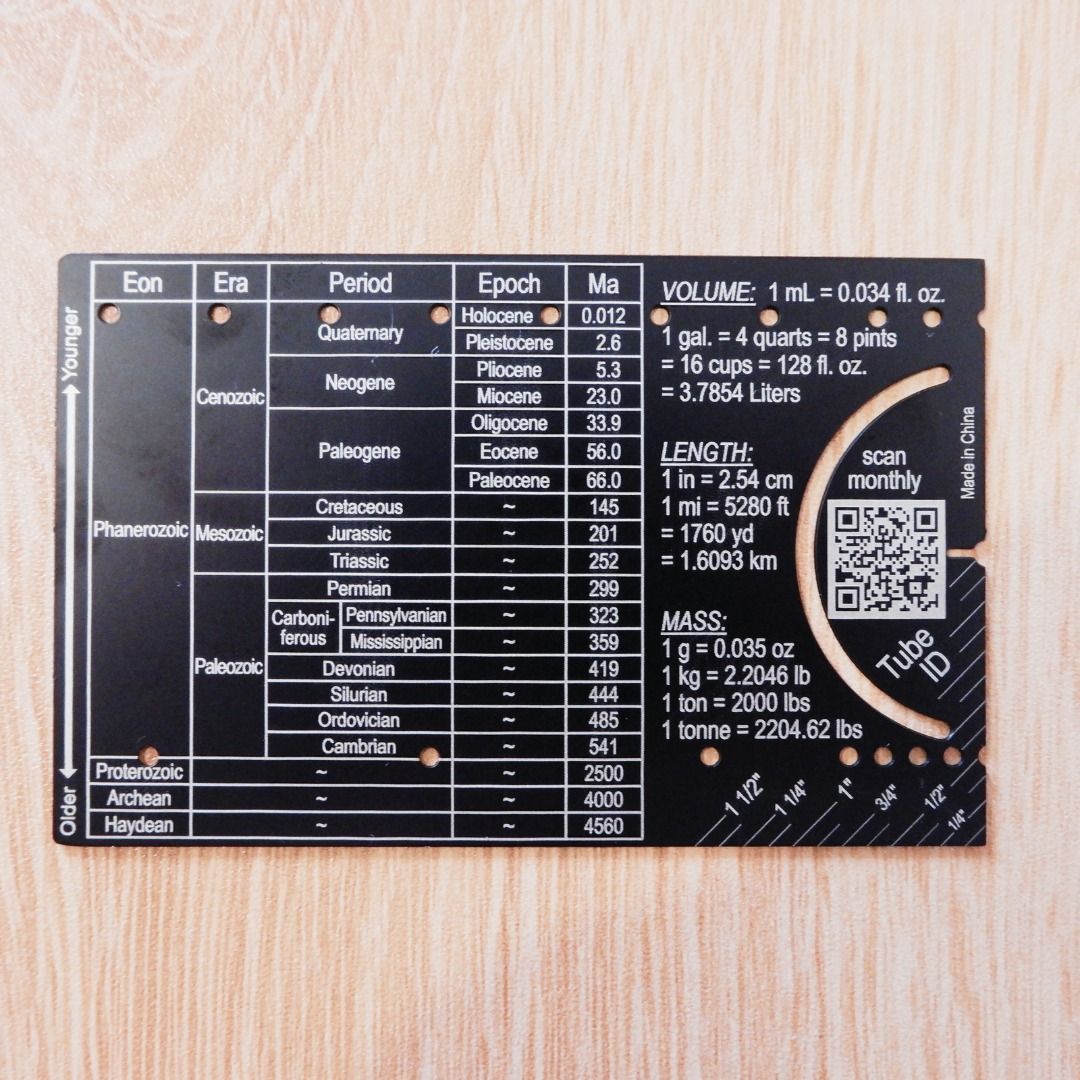 Younger
Older
Eon Era Period Epoch Ma
Phanerozoic Cenozoic Quaternary Holocene 0.012
Pleistocene 2.6
Neogene Pliocene 5.3
Miocene 23.0
Paleogene Oligocene 33.9
Eocene 56.0
Paleocene 66.0
Mesozoic Cretaceous ~ 145
Jurassic ~ 201
Triassic ~ 252
Paleozoic Permian ~ 299
Carboni-
ferous
Pennsylvanian ~ 323
Mississippian ~ 359
Devonian ~ 419
Silurian ~ 444
Ordovician ~ 485
Cambrian ~ 541
Proterozoic ~ ~ 2500
Archean ~ ~ 4000
Haydean ~ ~ 4560
VOLUME: 1 mL = 0.034 fl. oz.
1 gal. = 4 quarts = 8 pints
= 16 cups = 128 fl. oz.
= 3.7854 Liters
LENGTH:
1 in = 2.54 cm
1 mi = 5280 ft
= 1760 yd
= 1.6093 km
MASS:
1 g = 0.035 oz
1 kg = 2.2046 lb
1 ton = 2000 lbs
1 tonne = 2204.62 lbs
scan
monthly
Made in China
Tube
ID
1 1/2" 1 1/4" 1" 3/4" 1/2" 1/4"